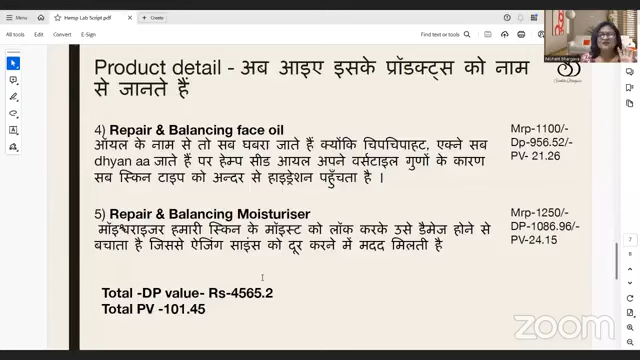 Menu
Hemp Lab Script.pdf
Create
All tools
Edit
Convert
E-Sign
Find text or tools
Product detail - अब आइए इसके प्रॉडक्ट्स को नाम
से जानते हैं
4) Repair & Balancing face oil
ऑयल के नाम से तो सब घबरा जाते हैं क्योंकि चिपचिपाहट, एक्ने सब
dhyan aa जाते हैं पर हेम्प सीड आयल अपने वर्सटाइल गुणों के कारण
सब स्किन टाइप को अन्दर से हाइड्रेशन पहुँचता है ।
Mrp-1100/-
Dp-956.52/-
PV- 21.26
5) Repair & Balancing Moisturiser
मॉइश्चराइजर हमारी स्किन के मॉइस्ट को लॉक करके उसे डैमेज होने से
बचाता है जिससे ऐजिंग साइंस को दूर करने में मदद मिलती है
Mrp-1250/-
DP-1086.96/-
PV-24.15
Total -DP value- Rs-4565.2
Total PV -101.45
7
8
zoom